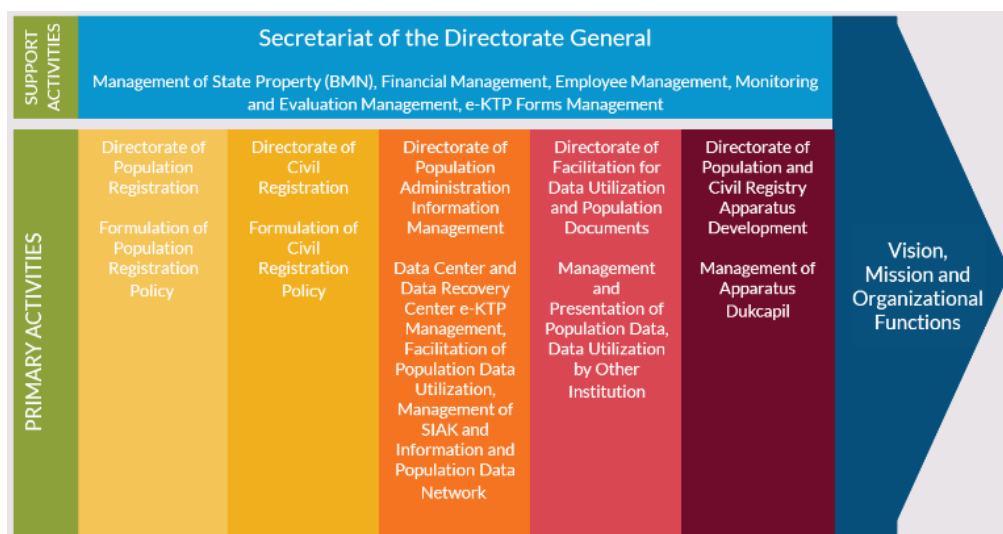 SUPPORT
ACTIVITIES
Secretariat of the Directorate General
Management of State Property (BMN), Financial Management, Employee Management, Monitoring
and Evaluation Management, e-KTP Forms Management
PRIMARY ACTIVITIES
Directorate of
Population
Registration
Formulation of
Population
Registration
Policy
Directorate of
Civil
Registration
Formulation of
Civil
Registration
Policy
Directorate of
Population
Administration
Information
Management
Data Center and
Data Recovery
Center e-KTP
Management,
Facilitation of
Population Data
Utilization,
Management of
SIAK and
Information and
Population Data
Network
Directorate of
Facilitation for
Data Utilization
and Population
Documents
Management
and
Presentation of
Population Data,
Data Utilization
by Other
Institution
Directorate of
Population and
Civil Registry
Apparatus
Development
Management of
Apparatus
Dukcapil
Vision,
Mission and
Organizational
Functions